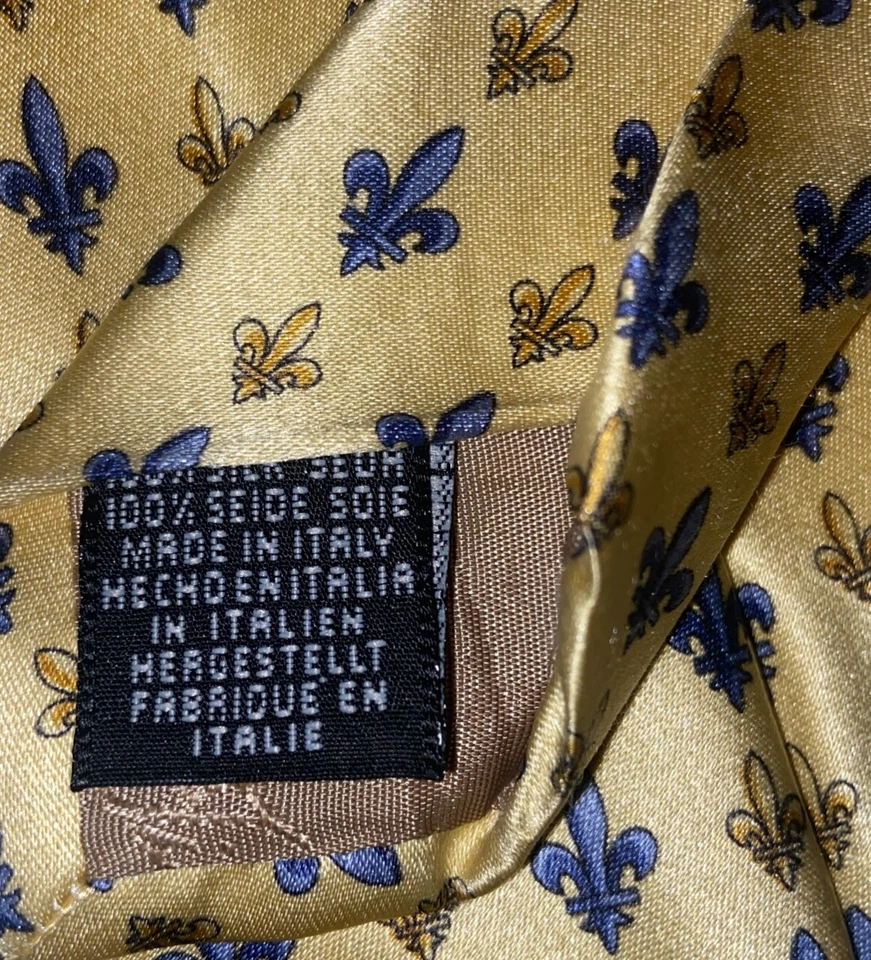 100% SEIDE SOIE
MADE IN ITALY
HECHO EN ITALIA
IN ITALIEN
HERGESTELLT
FABRIQUE EN
ITALIE